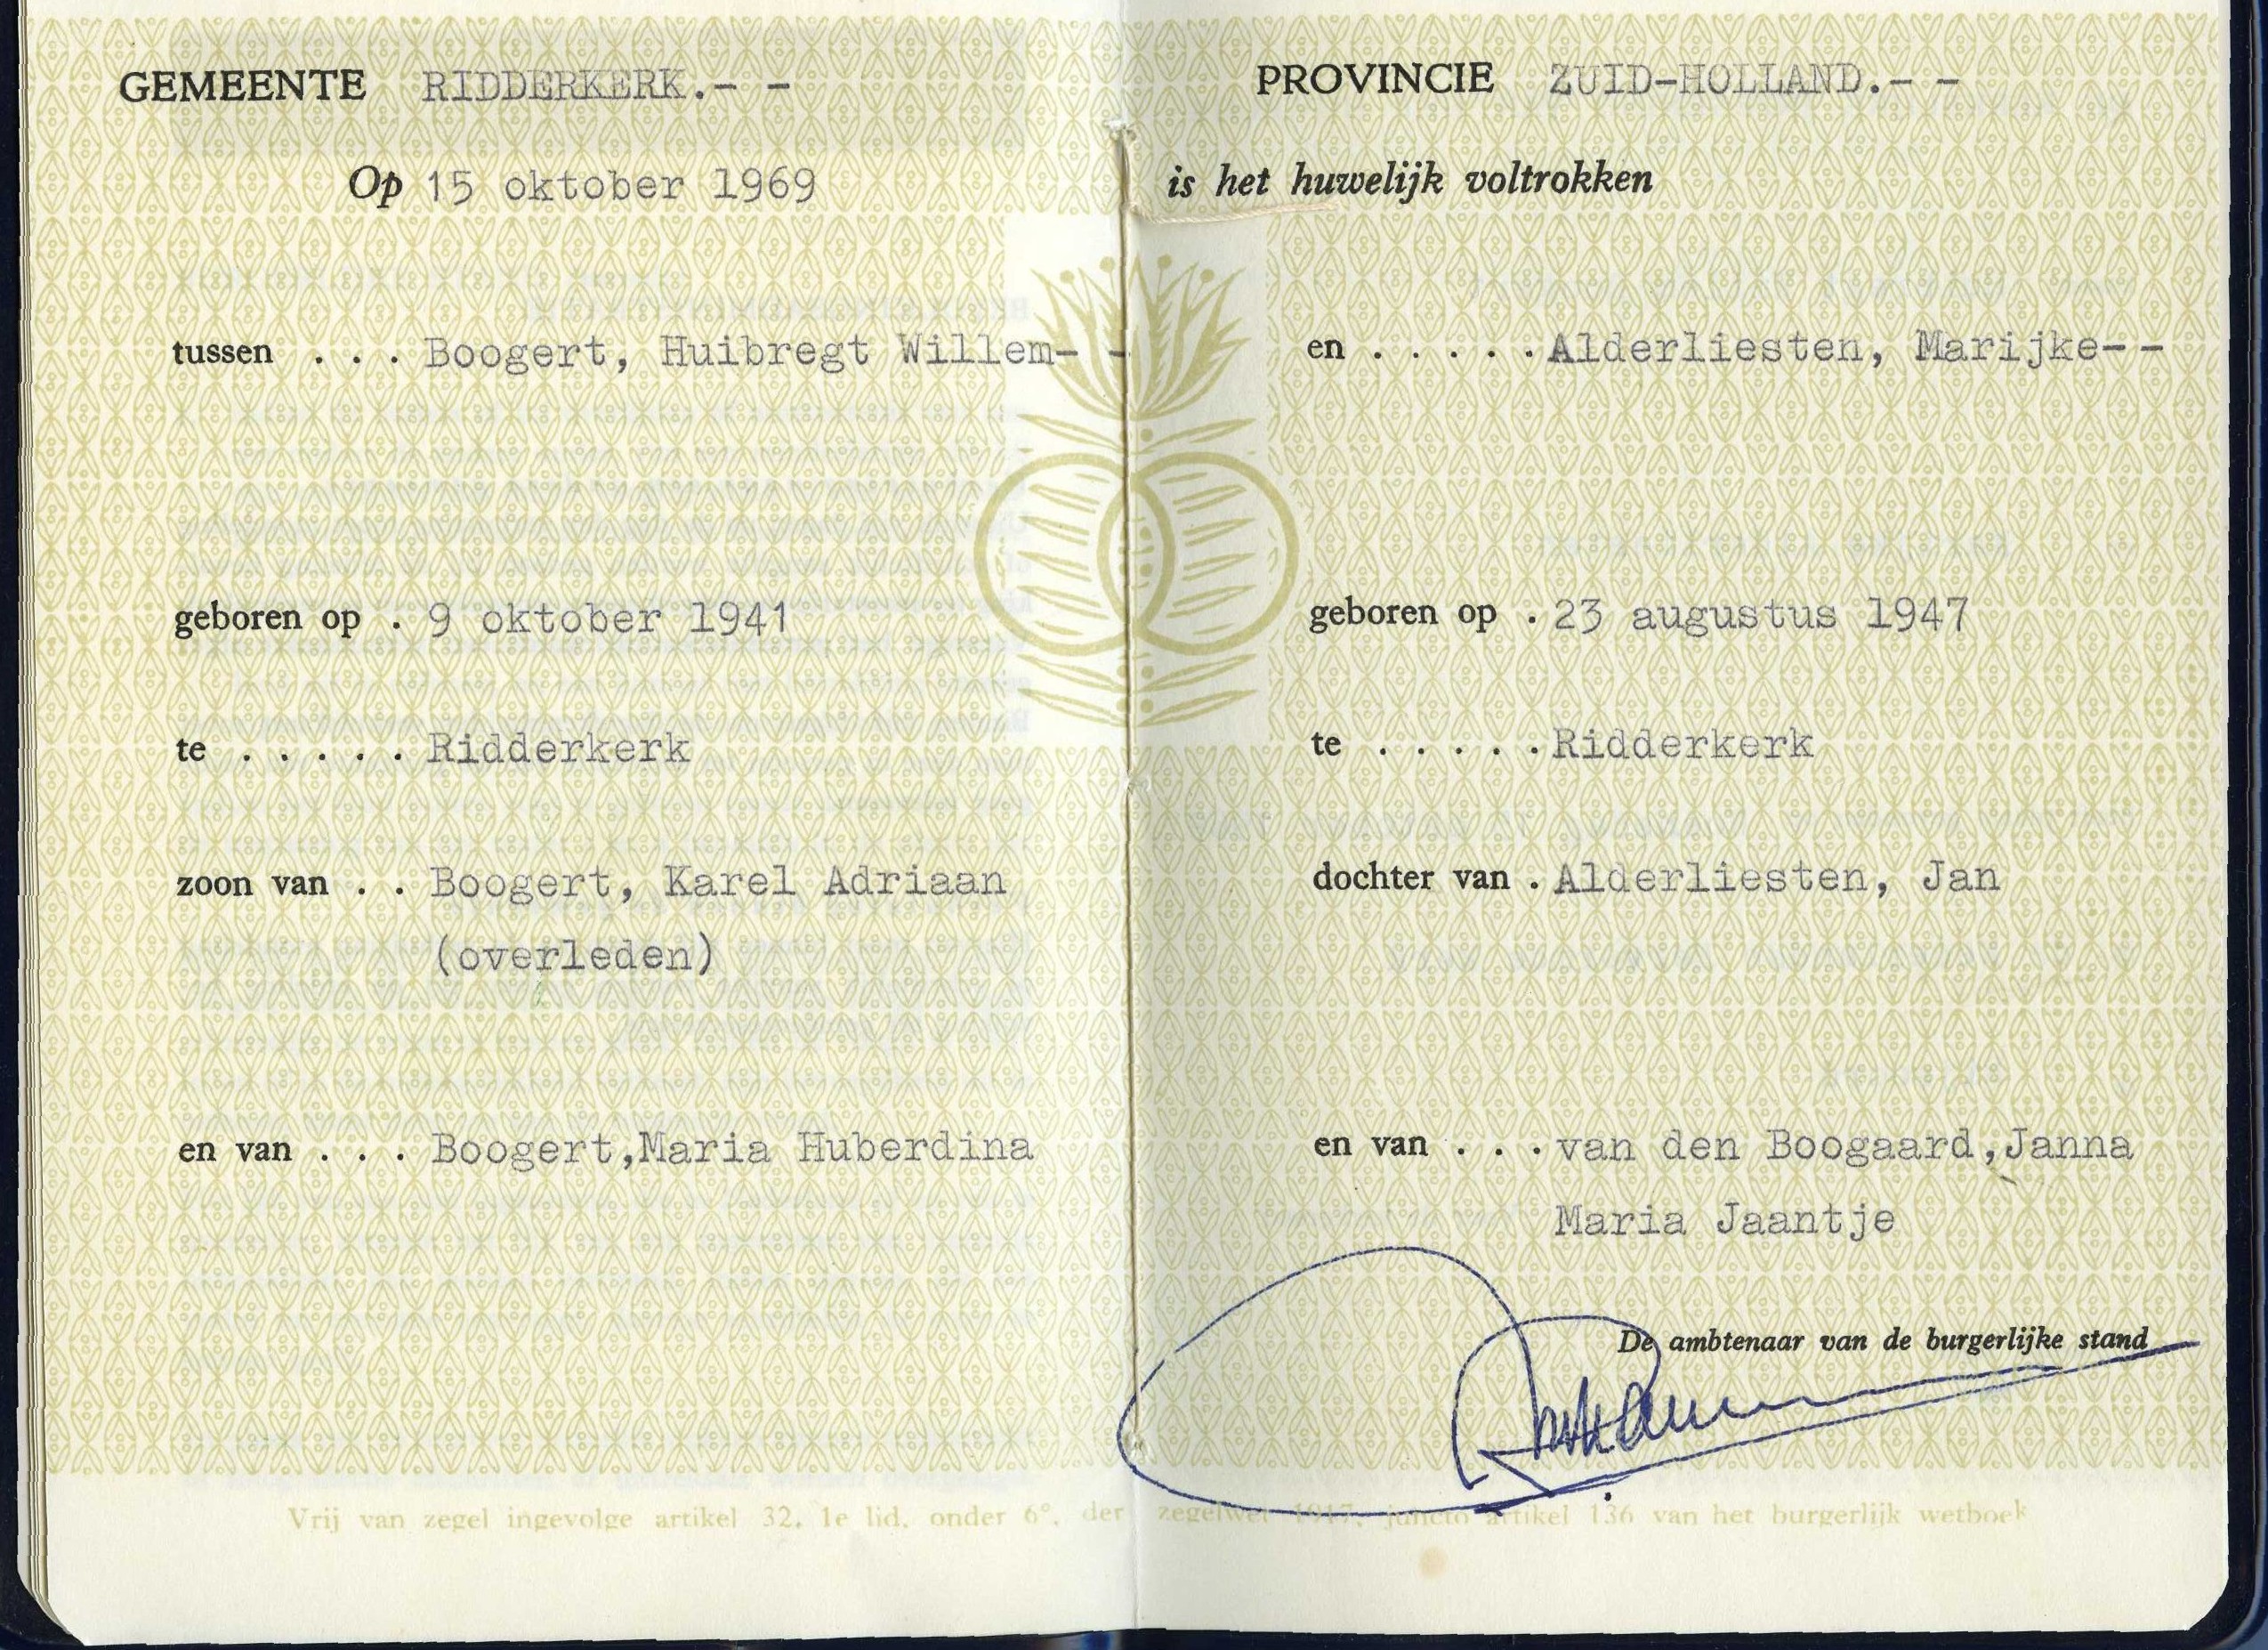 GEMEENTE RIDDERKERK.- -
Op 15 oktober 1969
tussen . . . Boogert, Huibregt Willem- -
geboren op . 9 oktober 1941
te . . . . . Ridderkerk
zoon van . . Boogert, Karel Adriaan
(overleden)
en van . . . Boogert,Maria Huberdina
PROVINCIE ZUID-HOLLAND.- -
is het huwelijk voltrokken
en . . . . . Alderliesten, Marijke--
geboren op . 23 augustus 1947
te . . . . . Ridderkerk
dochter van . Alderliesten, Jan
en van . . . van den Boogaard,Janna
Maria Jaantje
De ambtenaar van de burgerlijke stand
Vrij van zegel ingevolge artikel 32, 1e lid, onder 6°, der zegelwet 1917, juncto artikel 136 van het burgerlijk wetboek